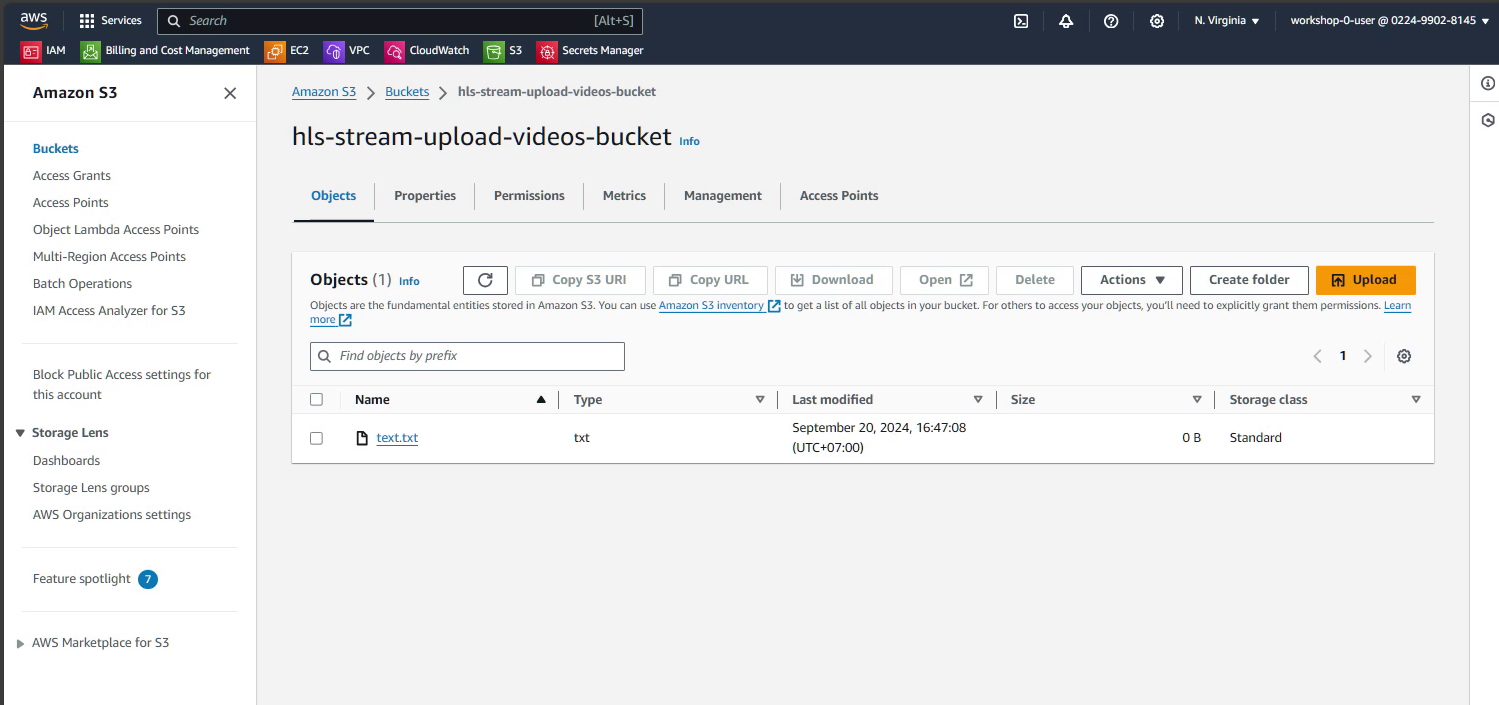 aws Services Search [Alt+S] N. Virginia workshop-0-user @ 0224-9902-8145
IAM Billing and Cost Management EC2 VPC CloudWatch S3 Secrets Manager
Amazon S3
Buckets
Access Grants
Access Points
Object Lambda Access Points
Multi-Region Access Points
Batch Operations
IAM Access Analyzer for S3
Block Public Access settings for
this account
Storage Lens
Dashboards
Storage Lens groups
AWS Organizations settings
Feature spotlight 7
AWS Marketplace for S3
Amazon S3 Buckets hls-stream-upload-videos-bucket
hls-stream-upload-videos-bucket Info
Objects Properties Permissions Metrics Management Access Points
Objects (1) Info Copy S3 URI Copy URL Download Open Delete Actions Create folder Upload
Objects are the fundamental entities stored in Amazon S3. You can use Amazon S3 inventory to get a list of all objects in your bucket. For others to access your objects, you'll need to explicitly grant them permissions. Learn
more
Find objects by prefix 1
Name Type Last modified Size Storage class
text.txt txt September 20, 2024, 16:47:08 0 B Standard
(UTC+07:00)